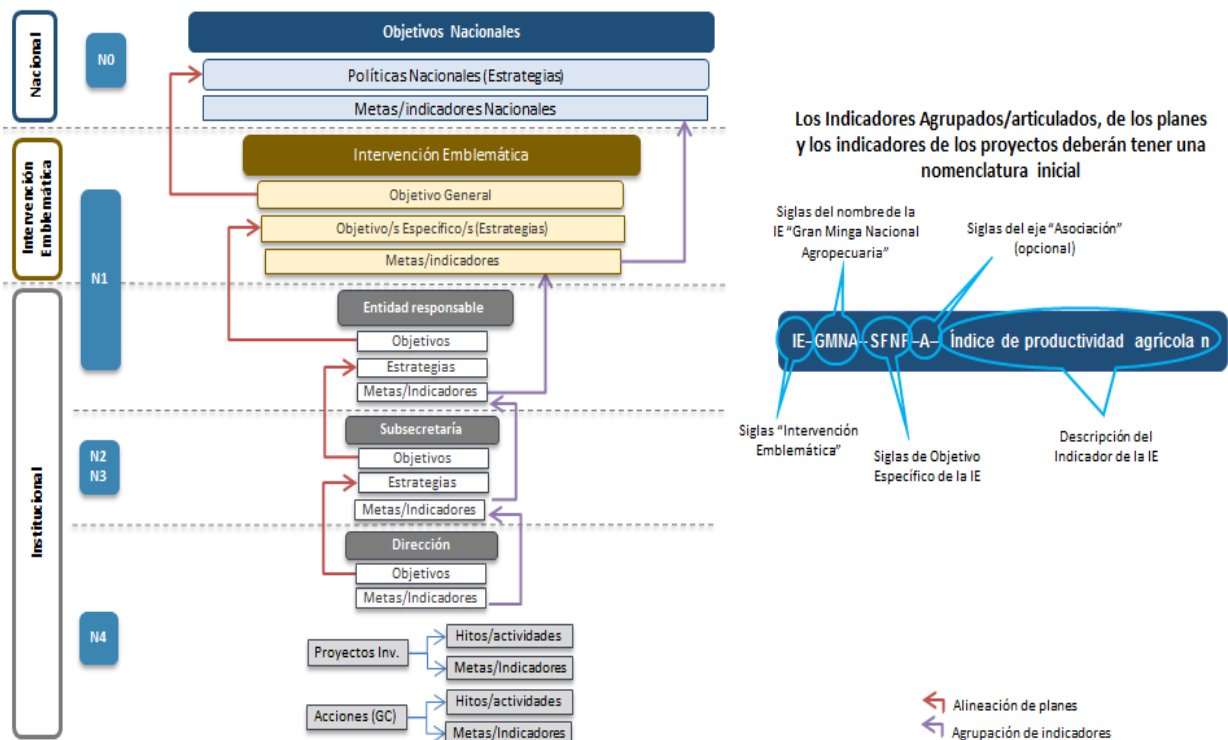 Nacional
N0
Objetivos Nacionales
Políticas Nacionales (Estrategias)
Metas/indicadores Nacionales
Intervención
Emblemática
N1
Intervención Emblemática
Objetivo General
Objetivo/s Específico/s (Estrategias)
Metas/indicadores
Institucional
Entidad responsable
Objetivos
Estrategias
Metas/Indicadores
N2
N3
Subsecretaría
Objetivos
Estrategias
Metas/Indicadores
Dirección
Objetivos
Metas/Indicadores
N4
Proyectos Inv.
Hitos/actividades
Metas/Indicadores
Acciones (GC)
Hitos/actividades
Metas/Indicadores
Los Indicadores Agrupados/articulados, de los planes
y los indicadores de los proyectos deberán tener una
nomenclatura inicial
Siglas del nombre de la
IE "Gran Minga Nacional
Agropecuaria"
Siglas del eje "Asociación"
(opcional)
IE-GMNA-SFNF-A- Índice de productividad agrícola n
Siglas "Intervención
Emblemática"
Siglas de Objetivo
Específico de la IE
Descripción del
Indicador de la IE
Alineación de planes
Agrupación de indicadores